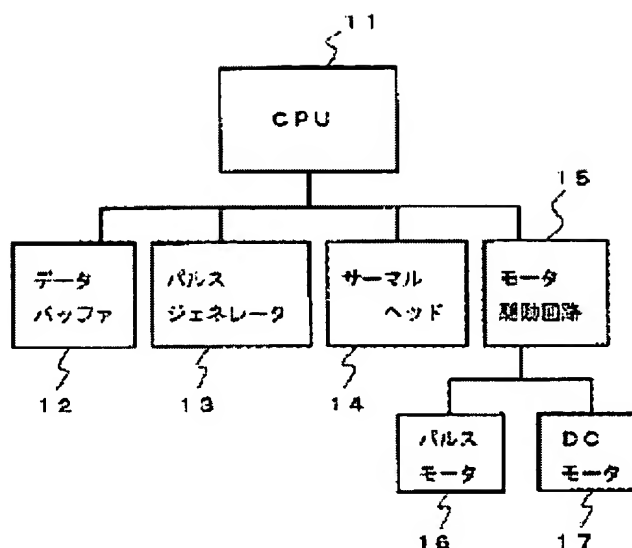 11
CPU
15
データ
バッファ
パルス
ジェネレータ
サーマル
ヘッド
モータ
駆動回路
12
13
14
パルス
モータ
DC
モータ
16
17